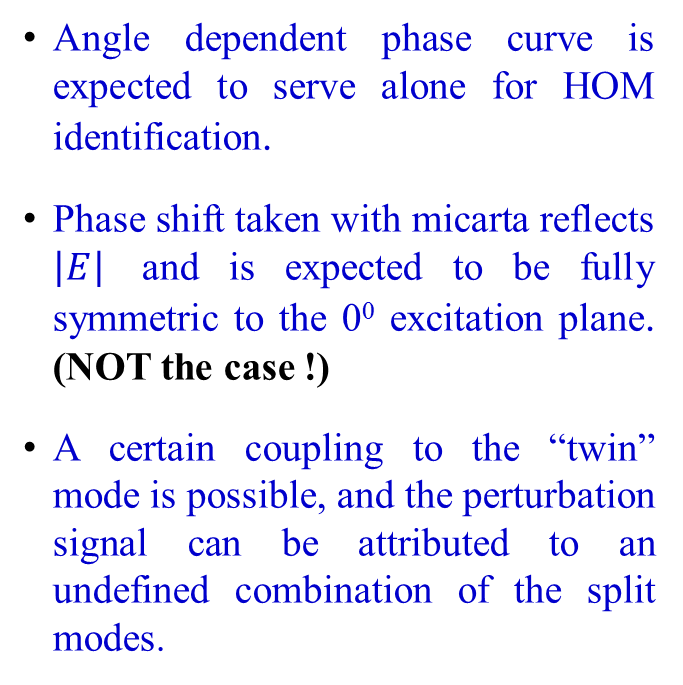 • Angle dependent phase curve is
expected to serve alone for HOM
identification.
• Phase shift taken with micarta reflects
|E| and is expected to be fully
symmetric to the 0⁰ excitation plane.
(NOT the case !)
• A certain coupling to the “twin”
mode is possible, and the perturbation
signal can be attributed to an
undefined combination of the split
modes.